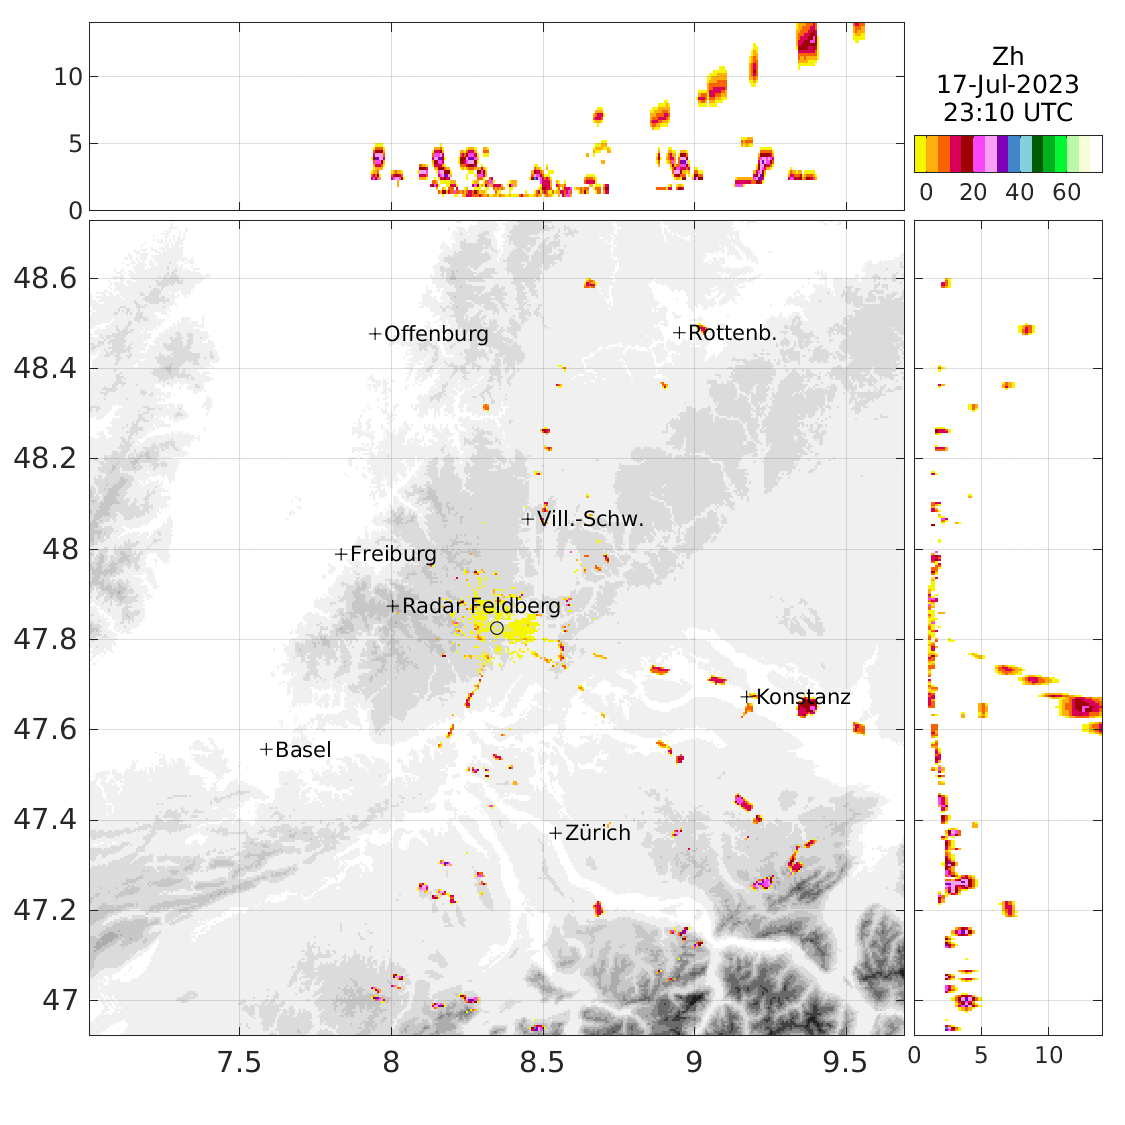 10
5
0
Zh
17-Jul-2023
23:10 UTC
0 20 40 60
48.6
48.4
48.2
48
47.8
47.6
47.4
47.2
47
Offenburg
Rottenb.
Vill.-Schw.
Freiburg
Radar Feldberg
Konstanz
Basel
Zürich
7.5 8 8.5 9 9.5
0 5 10